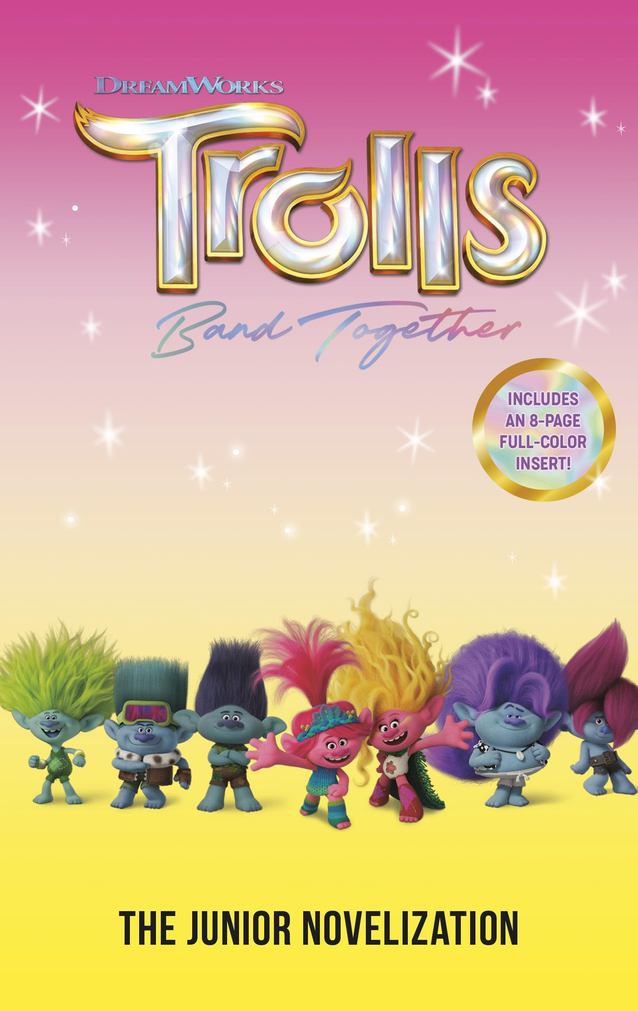 DREAMWORKS
Trolls
Band Together
INCLUDES
AN 8-PAGE
FULL-COLOR
INSERT!
THE JUNIOR NOVELIZATION